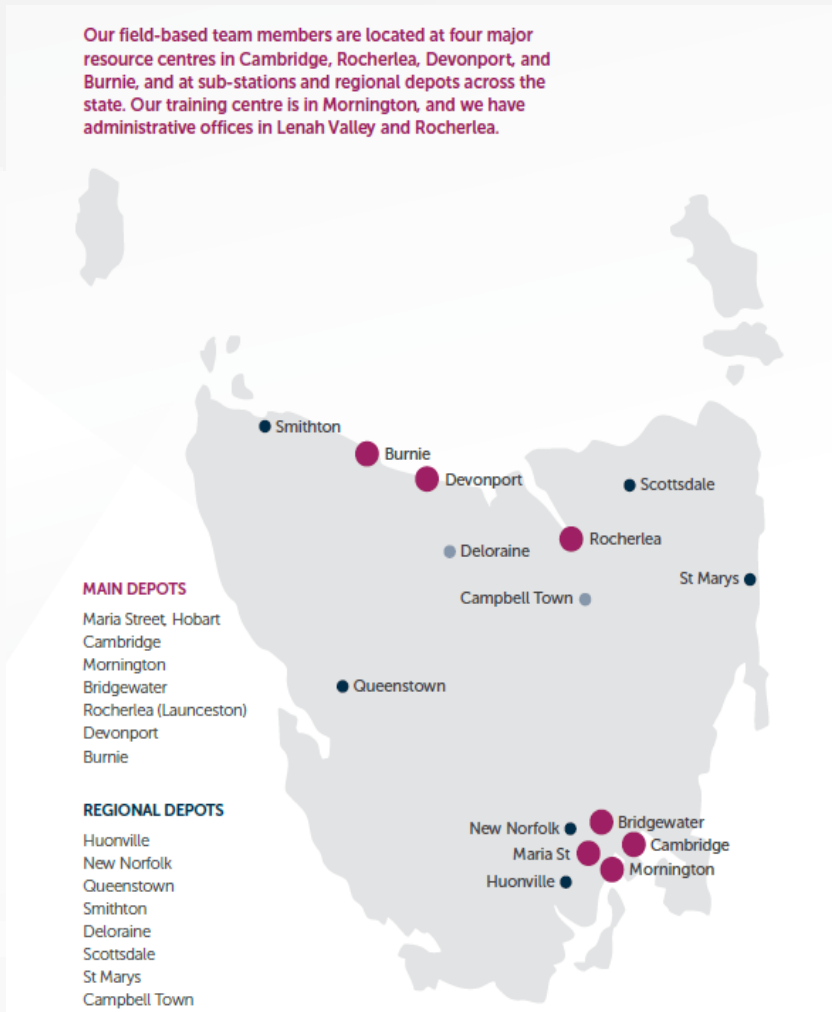 Our field-based team members are located at four major
resource centres in Cambridge, Rocherlea, Devonport, and
Burnie, and at sub-stations and regional depots across the
state. Our training centre is in Mornington, and we have
administrative offices in Lenah Valley and Rocherlea.
Smithton
Burnie
Devonport
Scottsdale
Rocherlea
Deloraine
St Marys
Campbell Town
Queenstown
New Norfolk
Bridgewater
Cambridge
Maria St
Mornington
Huonville
MAIN DEPOTS
Maria Street, Hobart
Cambridge
Mornington
Bridgewater
Rocherlea (Launceston)
Devonport
Burnie
REGIONAL DEPOTS
Huonville
New Norfolk
Queenstown
Smithton
Deloraine
Scottsdale
St Marys
Campbell Town